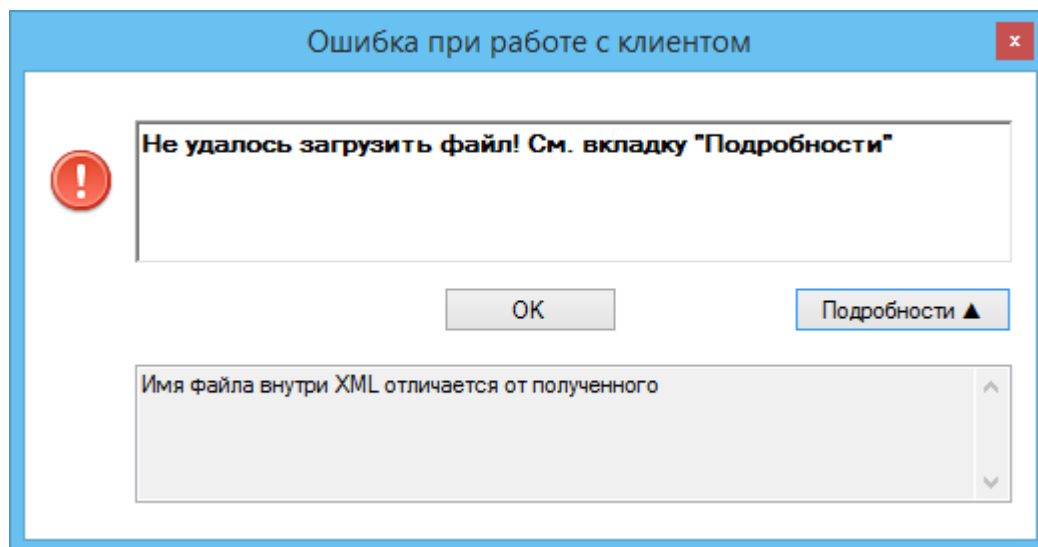 Ошибка при работе с клиентом
x
Не удалось загрузить файл! См. вкладку "Подробности"
OK
Подробности ▲
Имя файла внутри XML отличается от полученного